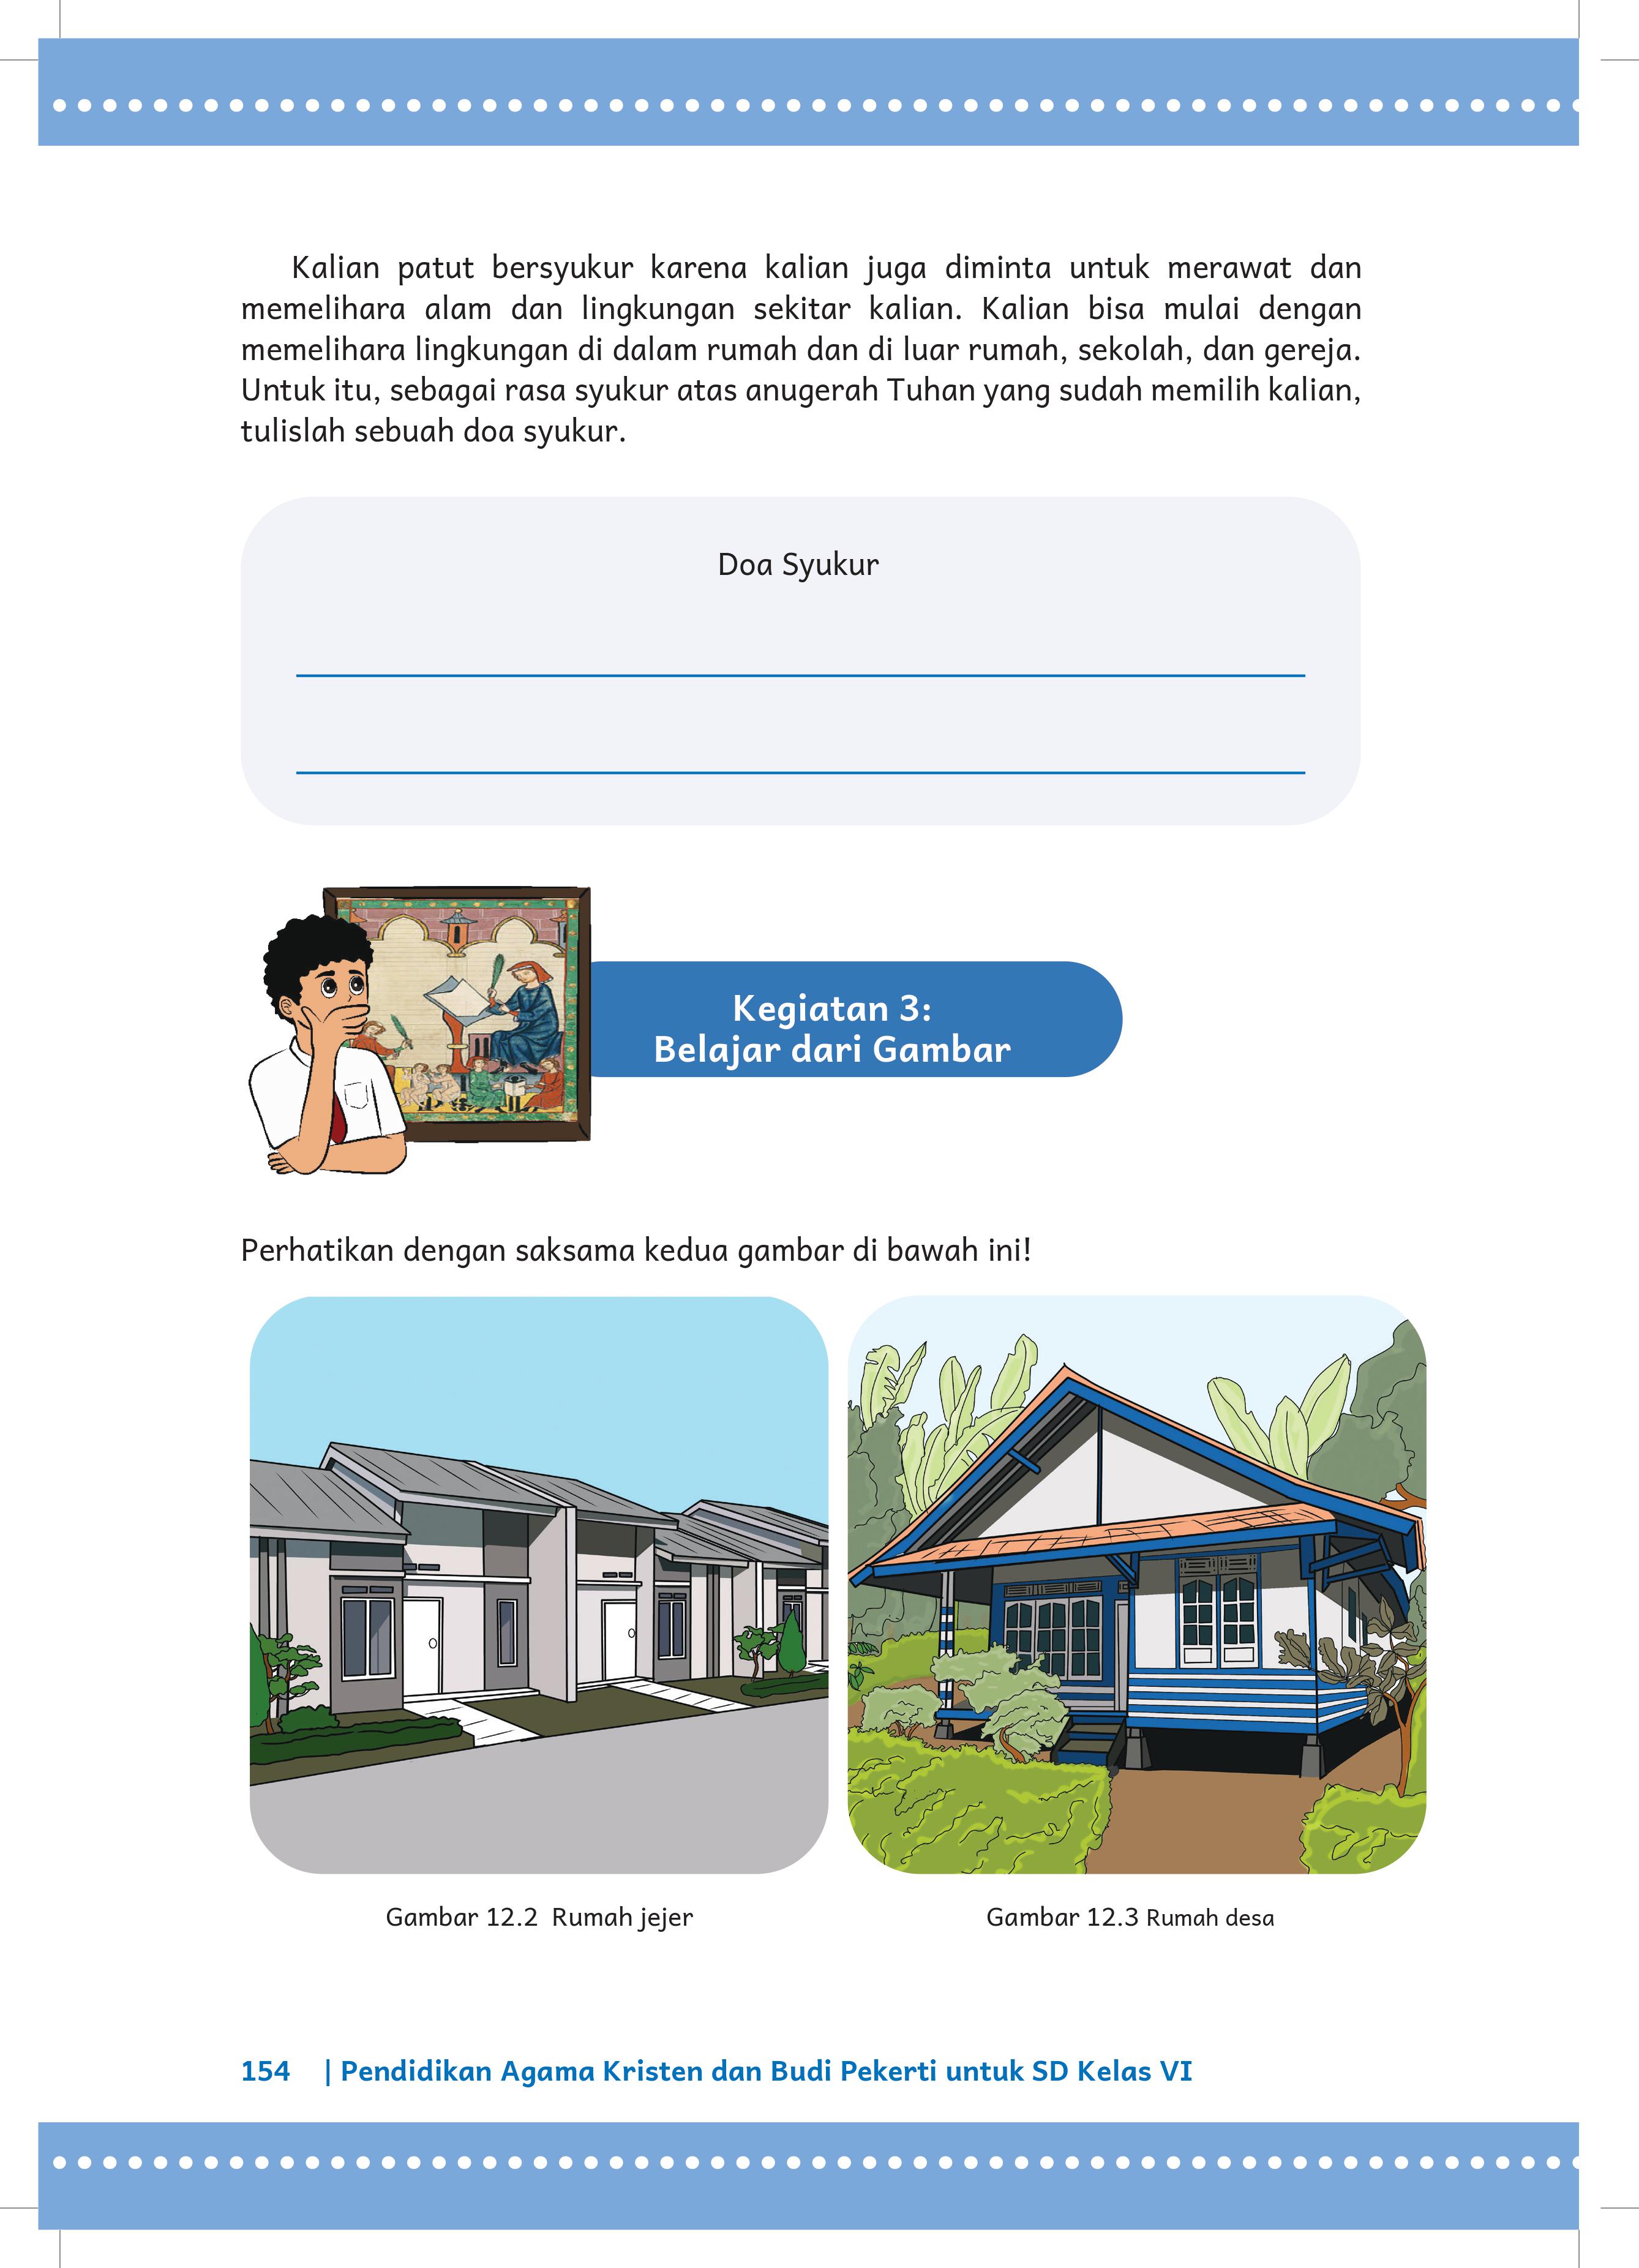 Kalian patut bersyukur karena kalian juga diminta untuk merawat dan
memelihara alam dan lingkungan sekitar kalian. Kalian bisa mulai dengan
memelihara lingkungan di dalam rumah dan di luar rumah, sekolah, dan gereja.
Untuk itu, sebagai rasa syukur atas anugerah Tuhan yang sudah memilih kalian,
tulislah sebuah doa syukur.
Doa Syukur
Kegiatan 3:
Belajar dari Gambar
Perhatikan dengan saksama kedua gambar di bawah ini!
Gambar 12.2 Rumah jejer
Gambar 12.3 Rumah desa
154 | Pendidikan Agama Kristen dan Budi Pekerti untuk SD Kelas VI